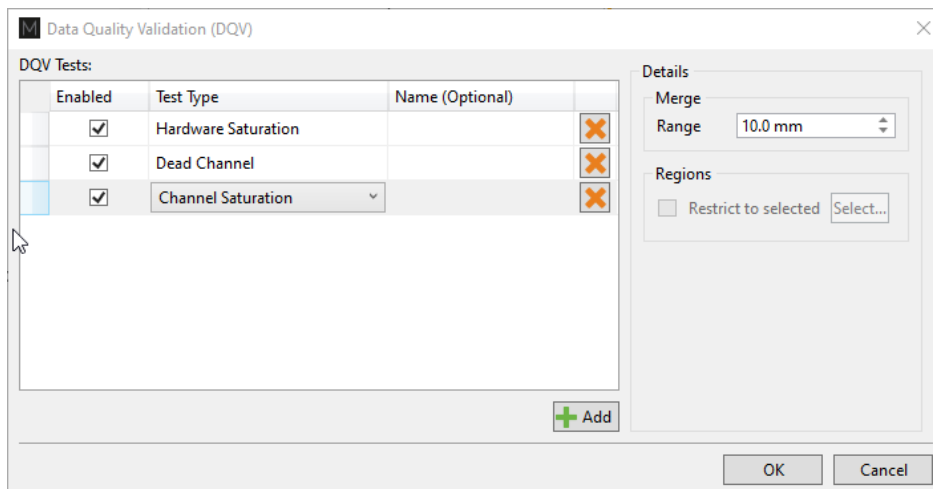 M Data Quality Validation (DQV)
DQV Tests:
Enabled Test Type Name (Optional)
Hardware Saturation
Dead Channel
Channel Saturation
Add
Details
Merge
Range 10.0 mm
Regions
Restrict to selected Select...
OK Cancel